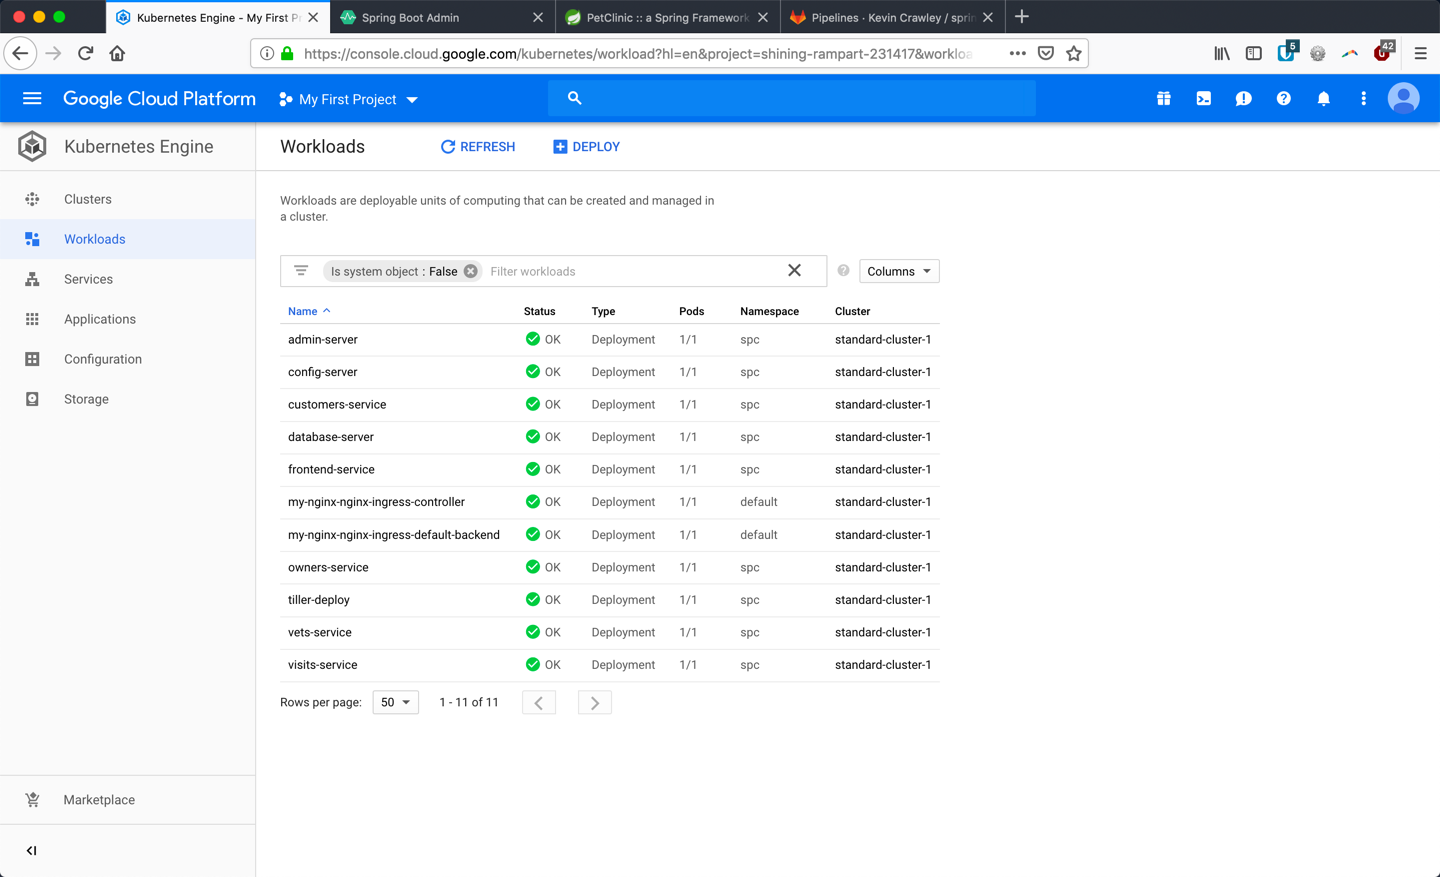 Kubernetes Engine - My First Pr
Spring Boot Admin
PetClinic :: a Spring Framework
Pipelines · Kevin Crawley / sprin
https://console.cloud.google.com/kubernetes/workload?hl=en&project=shining-rampart-231417&workloa
5
42
Google Cloud Platform
My First Project
Kubernetes Engine
Workloads
REFRESH
DEPLOY
Clusters
Workloads
Services
Applications
Configuration
Storage
Marketplace
Workloads are deployable units of computing that can be created and managed in
a cluster.
Is system object : False
Filter workloads
Columns
Name Status Type Pods Namespace Cluster
admin-server OK Deployment 1/1 spc standard-cluster-1
config-server OK Deployment 1/1 spc standard-cluster-1
customers-service OK Deployment 1/1 spc standard-cluster-1
database-server OK Deployment 1/1 spc standard-cluster-1
frontend-service OK Deployment 1/1 spc standard-cluster-1
my-nginx-nginx-ingress-controller OK Deployment 1/1 default standard-cluster-1
my-nginx-nginx-ingress-default-backend OK Deployment 1/1 default standard-cluster-1
owners-service OK Deployment 1/1 spc standard-cluster-1
tiller-deploy OK Deployment 1/1 spc standard-cluster-1
vets-service OK Deployment 1/1 spc standard-cluster-1
visits-service OK Deployment 1/1 spc standard-cluster-1
Rows per page: 50 1 - 11 of 11